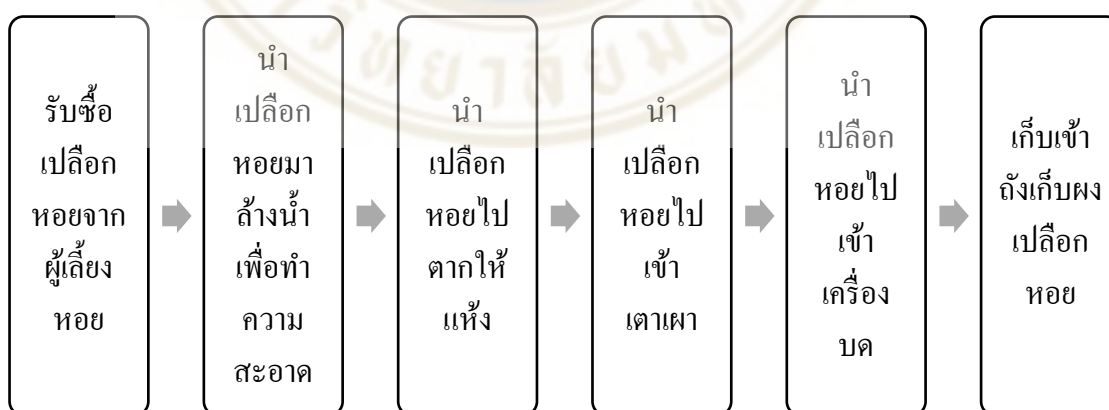 รับซื้อ
เปลือก
หอยจาก
ผู้เลี้ยง
หอย
นำ
เปลือก
หอยมา
ล้างน้ำ
เพื่อทำ
ความ
สะอาด
นำ
เปลือก
หอยไป
ตากให้
แห้ง
นำ
เปลือก
หอยไป
เข้า
เตาเผา
นำ
เปลือก
หอยไป
เข้า
เครื่อง
บด
เก็บเข้า
ถังเก็บผง
เปลือก
หอย